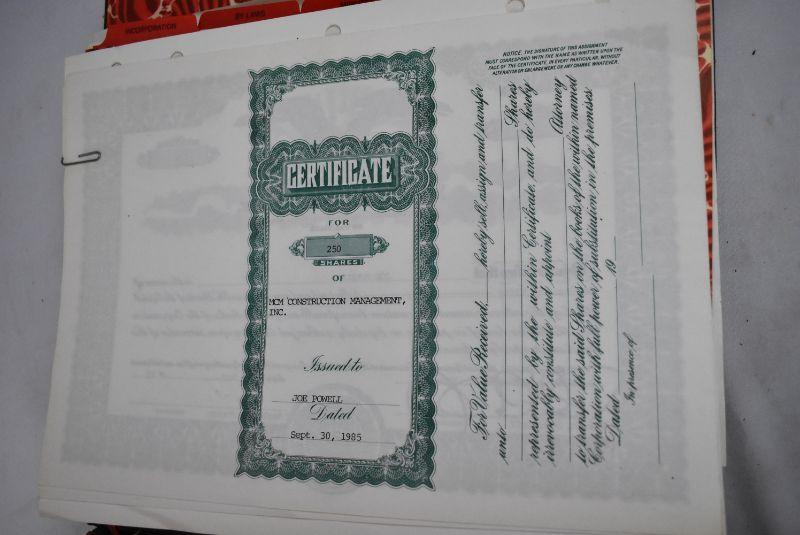 INCORPORATION
BY LAWS
CERTIFICATE
FOR
250
SHARES
OF
MCM CONSTRUCTION MANAGEMENT,
INC.
Issued to
JOE POWELL
Dated
Sept. 30, 1985
NOTICE. THE SIGNATURE OF THIS ASSIGNMENT
MUST CORRESPOND WITH THE NAME AS WRITTEN UPON THE
FACE OF THE CERTIFICATE, IN EVERY PARTICULAR, WITHOUT
ALTERATION OR ENLARGEMENT, OR ANY CHANGE WHATEVER.
For Value Received, hereby sell, assign and transfer
unto
Shares
represented by the within Certificate, and do hereby
irrevocably constitute and appoint
Attorney
to transfer the said Shares on the books of the within named
Corporation with full power of substitution in the premises.
Dated 19
In presence of